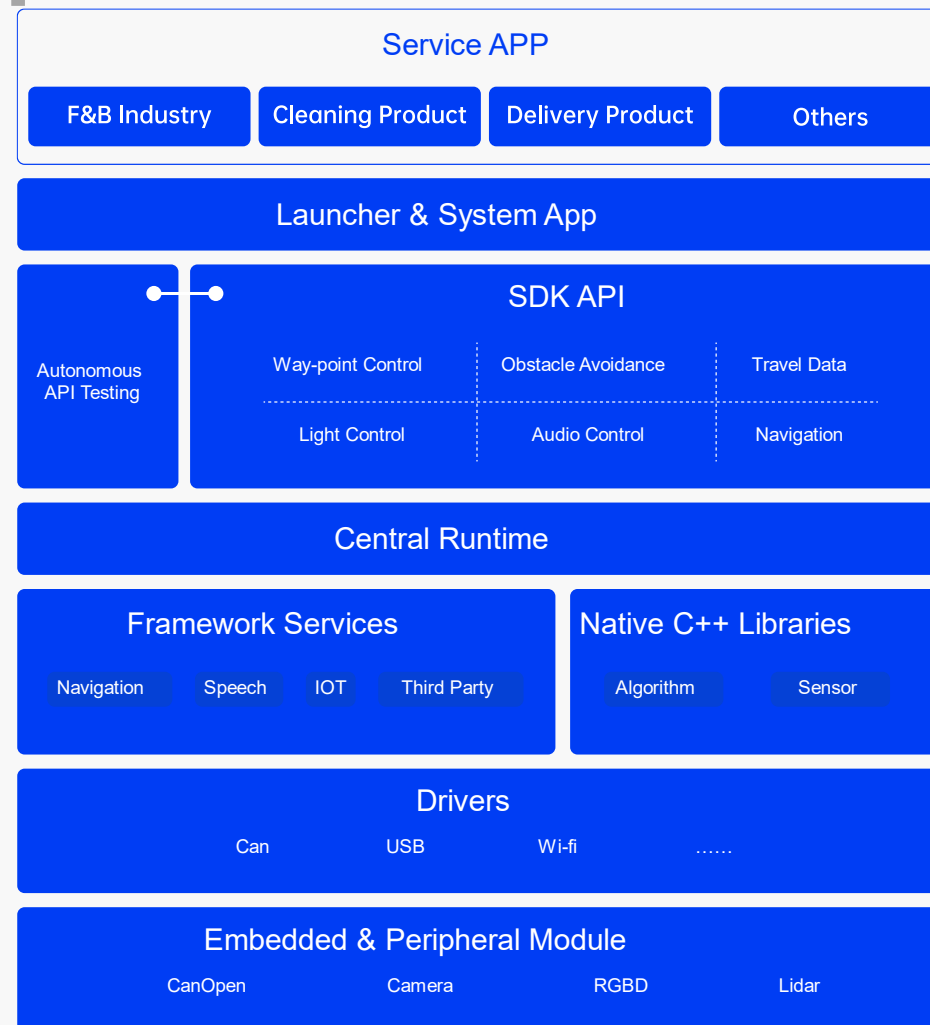 Service APP
F&B Industry
Cleaning Product
Delivery Product
Others
Launcher & System App
Autonomous
API Testing
SDK API
Way-point Control
Obstacle Avoidance
Travel Data
Light Control
Audio Control
Navigation
Central Runtime
Framework Services
Navigation
Speech
IOT
Third Party
Native C++ Libraries
Algorithm
Sensor
Drivers
Can
USB
Wi-fi
……
Embedded & Peripheral Module
CanOpen
Camera
RGBD
Lidar